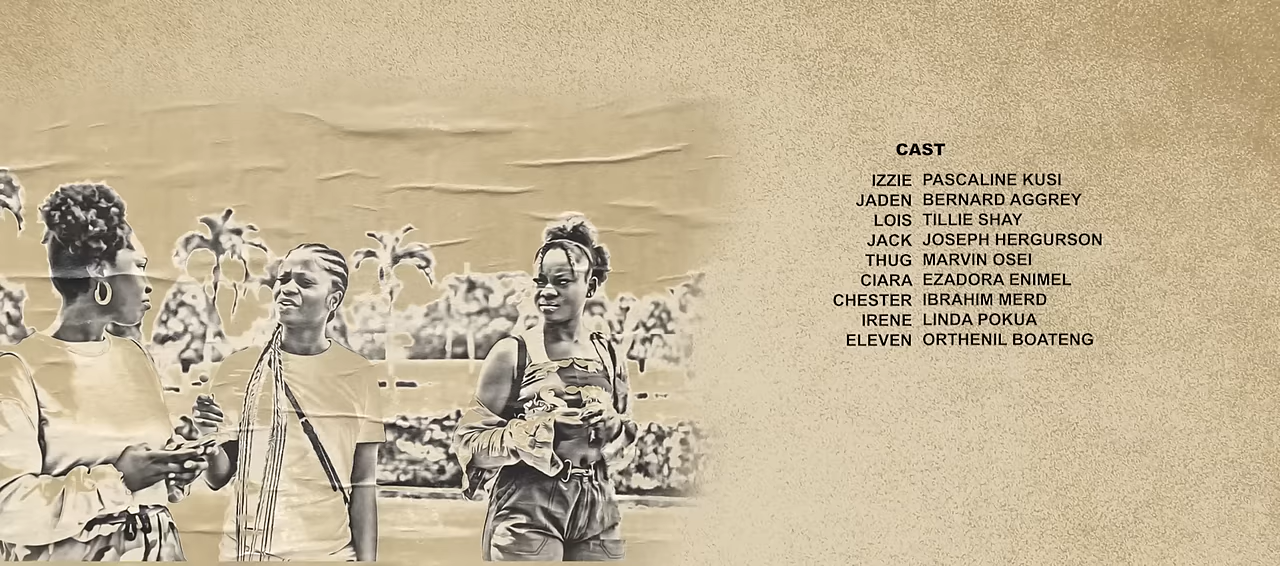 CAST
IZZIE PASCALINE KUSI
JADEN BERNARD AGGREY
LOIS TILLIE SHAY
JACK JOSEPH HERGURSON
THUG MARVIN OSEI
CIARA EZADORA ENIMEL
CHESTER IBRAHIM MERD
IRENE LINDA POKUA
ELEVEN ORTHENIL BOATENG